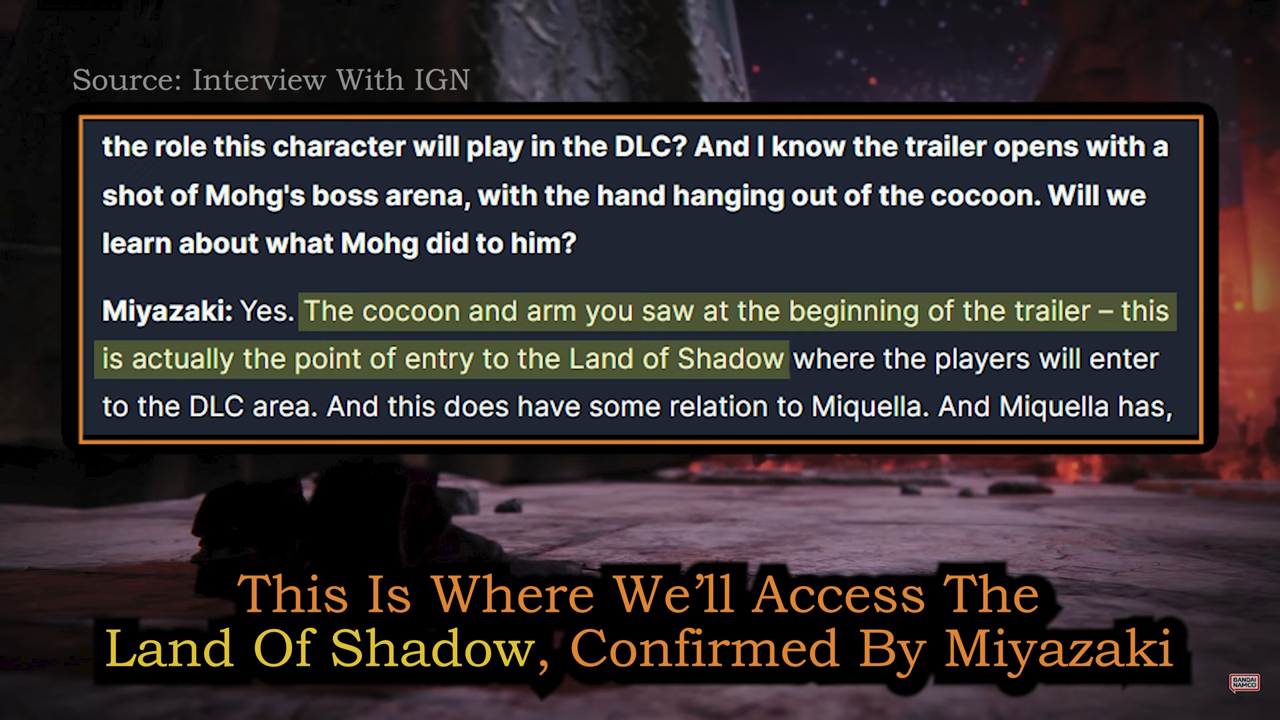 Source: Interview With IGN
the role this character will play in the DLC? And I know the trailer opens with a
shot of Mohg's boss arena, with the hand hanging out of the cocoon. Will we
learn about what Mohg did to him?
Miyazaki: Yes. The cocoon and arm you saw at the beginning of the trailer – this
is actually the point of entry to the Land of Shadow where the players will enter
to the DLC area. And this does have some relation to Miquella. And Miquella has,
This Is Where We’ll Access The
Land Of Shadow, Confirmed By Miyazaki
BANDAI
NAMCO